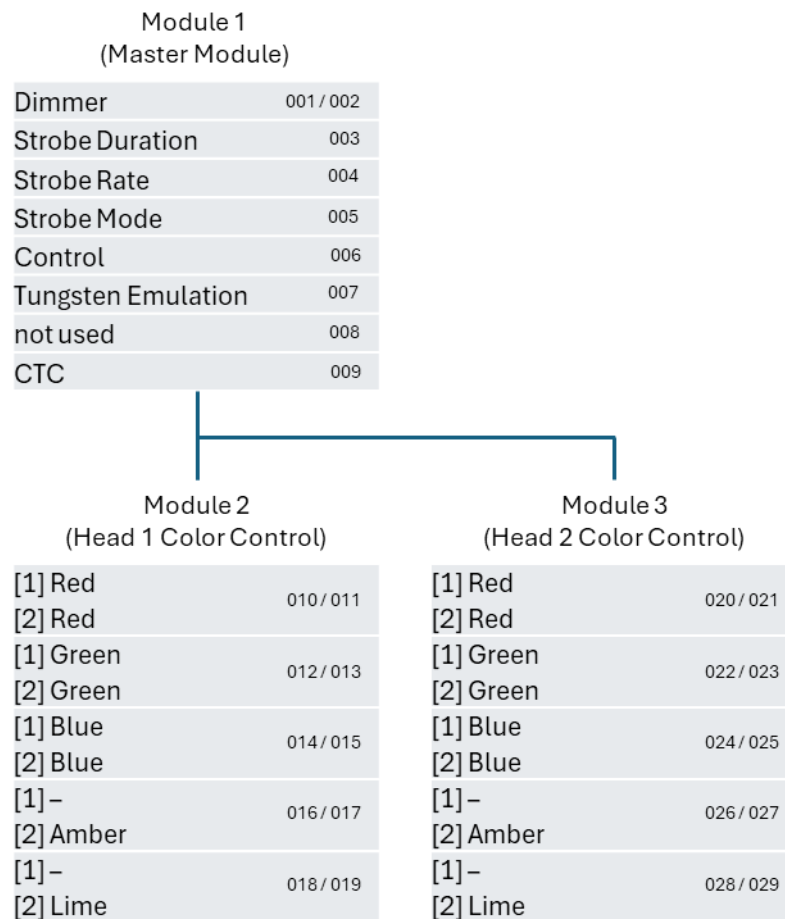 Module 1
(Master Module)
Dimmer 001 / 002
Strobe Duration 003
Strobe Rate 004
Strobe Mode 005
Control 006
Tungsten Emulation 007
not used 008
CTC 009
Module 2
(Head 1 Color Control)
[1] Red
010 / 011
[2] Red
[1] Green
012 / 013
[2] Green
[1] Blue
014 / 015
[2] Blue
[1] –
016 / 017
[2] Amber
[1] –
018 / 019
[2] Lime
Module 3
(Head 2 Color Control)
[1] Red
020 / 021
[2] Red
[1] Green
022 / 023
[2] Green
[1] Blue
024 / 025
[2] Blue
[1] –
026 / 027
[2] Amber
[1] –
028 / 029
[2] Lime